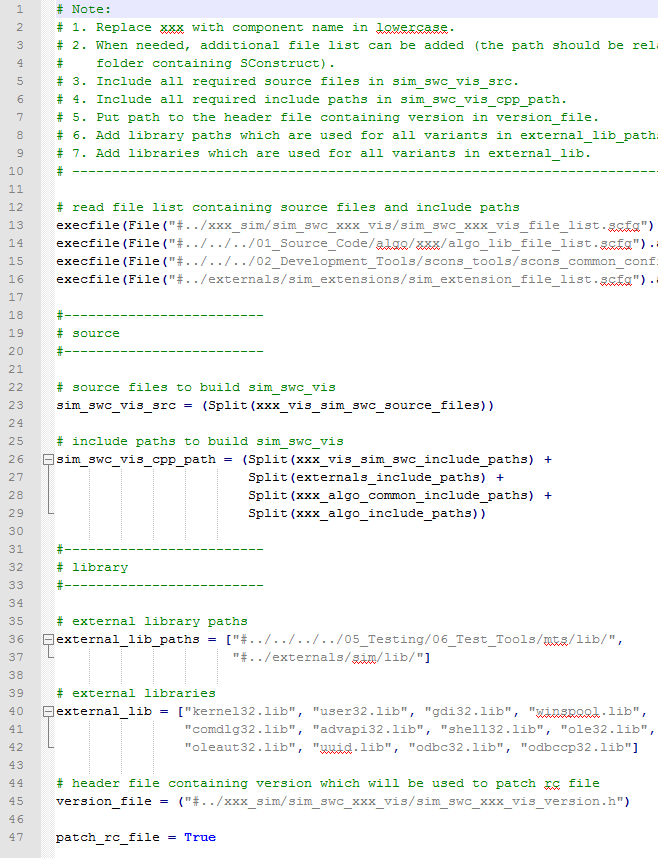 1 # Note:
2 # 1. Replace xxx with component name in lowercase.
3 # 2. When needed, additional file list can be added (the path should be rela
4 #    folder containing SConstruct).
5 # 3. Include all required source files in sim_swc_vis_src.
6 # 4. Include all required include paths in sim_swc_vis_cpp_path.
7 # 5. Put path to the header file containing version in version_file.
8 # 6. Add library paths which are used for all variants in external_lib_path
9 # 7. Add libraries which are used for all variants in external_lib.
10 # --------------------------------------------------------------------------
11
12 # read file list containing source files and include paths
13 execfile(File("#../xxx_sim/sim_swc_xxx_vis/sim_swc_xxx_vis_file_list.scfg")
14 execfile(File("#../../../01_Source_Code/algo/xxx/algo_lib_file_list.scfg").
15 execfile(File("#../../../02_Development_Tools/scons_tools/scons_common_conf
16 execfile(File("#../externals/sim_extensions/sim_extension_file_list.scfg").
17
18 #-------------------------
19 # source
20 #-------------------------
21
22 # source files to build sim_swc_vis
23 sim_swc_vis_src = (Split(xxx_vis_sim_swc_source_files))
24
25 # include paths to build sim_swc_vis
26 sim_swc_vis_cpp_path = (Split(xxx_vis_sim_swc_include_paths) +
27                         Split(externals_include_paths) +
28                         Split(xxx_algo_common_include_paths) +
29                         Split(xxx_algo_include_paths))
30
31 #-------------------------
32 # library
33 #-------------------------
34
35 # external library paths
36 external_lib_paths = ["#../../../../05_Testing/06_Test_Tools/mts/lib/",
37                       "#../externals/sim/lib/"]
38
39 # external libraries
40 external_lib = ["kernel32.lib", "user32.lib", "gdi32.lib", "winspool.lib",
41                 "comdlg32.lib", "advapi32.lib", "shell32.lib", "ole32.lib",
42                 "oleaut32.lib", "uuid.lib", "odbc32.lib", "odbccp32.lib"]
43
44 # header file containing version which will be used to patch rc file
45 version_file = ("#../xxx_sim/sim_swc_xxx_vis/sim_swc_xxx_vis_version.h")
46
47 patch_rc_file = True